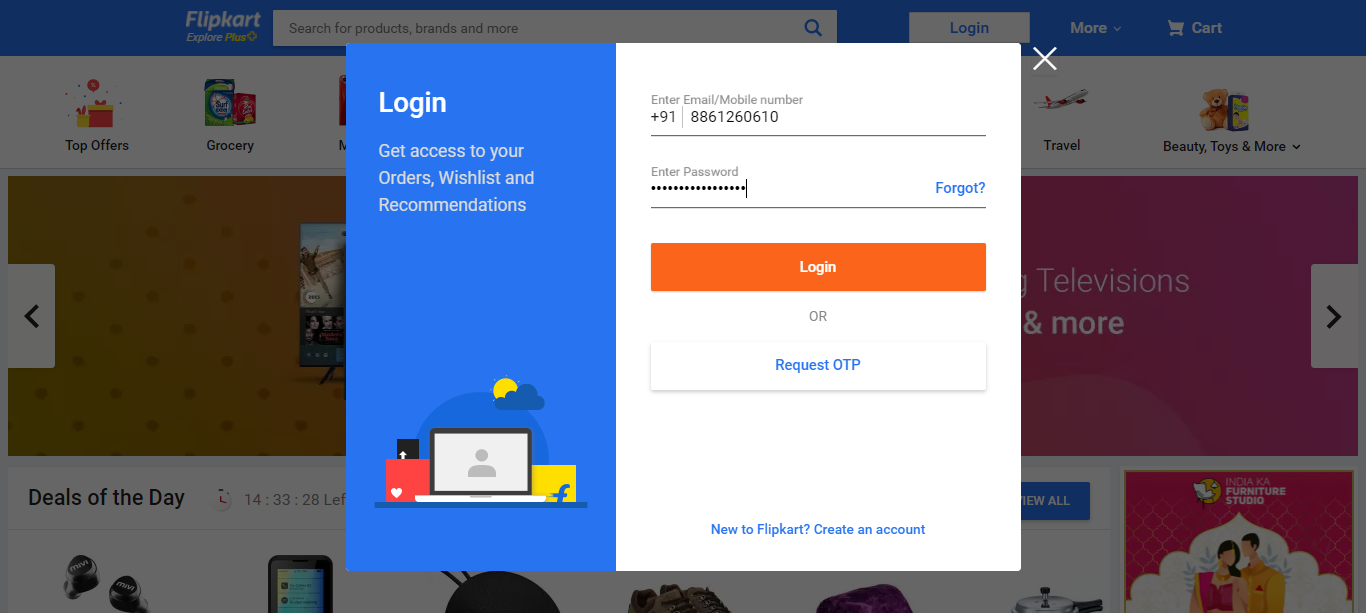 Flipkart
Explore Plus
Search for products, brands and more
Login
More
Cart
Top Offers
Grocery
M
Travel
Beauty, Toys & More
Login
Get access to your
Orders, Wishlist and
Recommendations
Enter Email/Mobile number
+91 8861260610
Enter Password
•••••••••••••••••
Forgot?
Login
OR
Request OTP
New to Flipkart? Create an account
g Televisions
& more
Deals of the Day
14 : 33 : 28 Lef
VIEW ALL
INDIA KA
FURNITURE
STUDIO
mivi
mivi